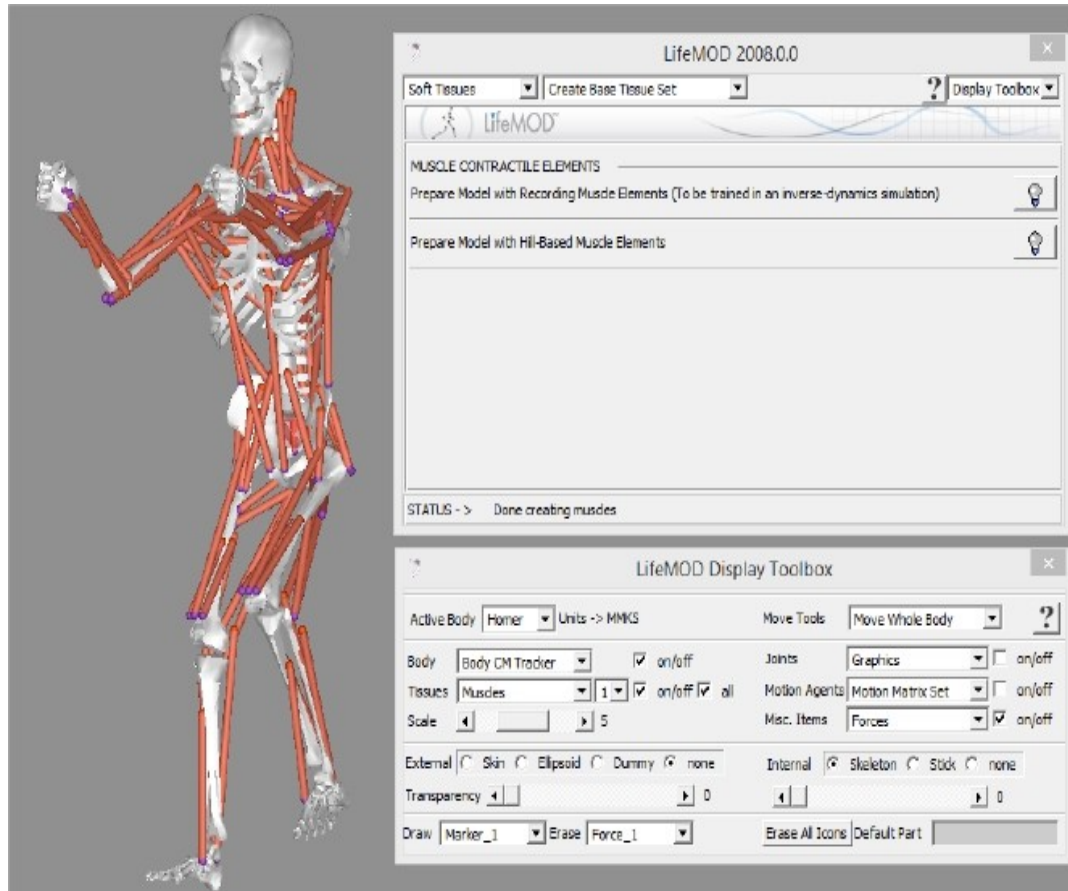 LifeMOD 2008.0.0
Soft Tissues Create Base Tissue Set ? Display Toolbox
LifeMOD™
MUSCLE CONTRACTILE ELEMENTS
Prepare Model with Recording Muscle Elements (To be trained in an inverse-dynamics simulation)
Prepare Model with Hill-Based Muscle Elements
STATUS - > Done creating muscles
LifeMOD Display Toolbox
Active Body Homer Units -> MMKS Move Tools Move Whole Body ?
Body Body CM Tracker on/off Joints Graphics on/off
Tissues Muscles 1 on/off all Motion Agents Motion Matrix Set on/off
Scale 5 Misc. Items Forces on/off
External Skin Ellipsoid Dummy none Internal Skeleton Stick none
Transparency 0 0
Draw Marker_1 Erase Force_1 Erase All Icons Default Part